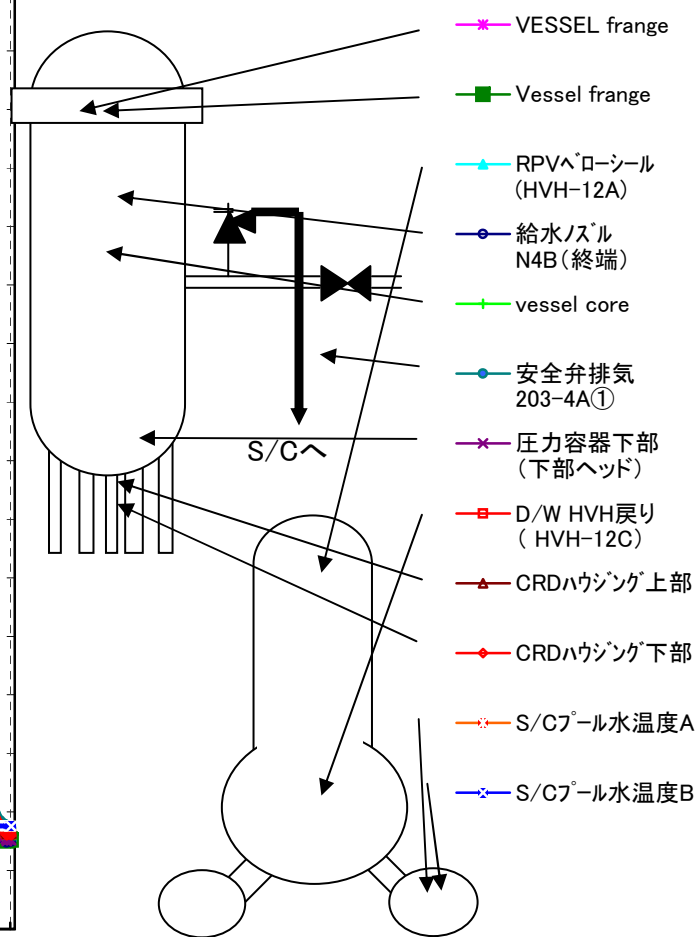 VESSEL frange
Vessel frange
RPVベローシール
(HVH-12A)
給水ノズル
N4B(終端)
vessel core
安全弁排気
203-4A①
S/Cへ
圧力容器下部
(下部ヘッド)
D/W HVH戻り
( HVH-12C)
CRDハウジング上部
CRDハウジング下部
S/Cプール水温度A
S/Cプール水温度B